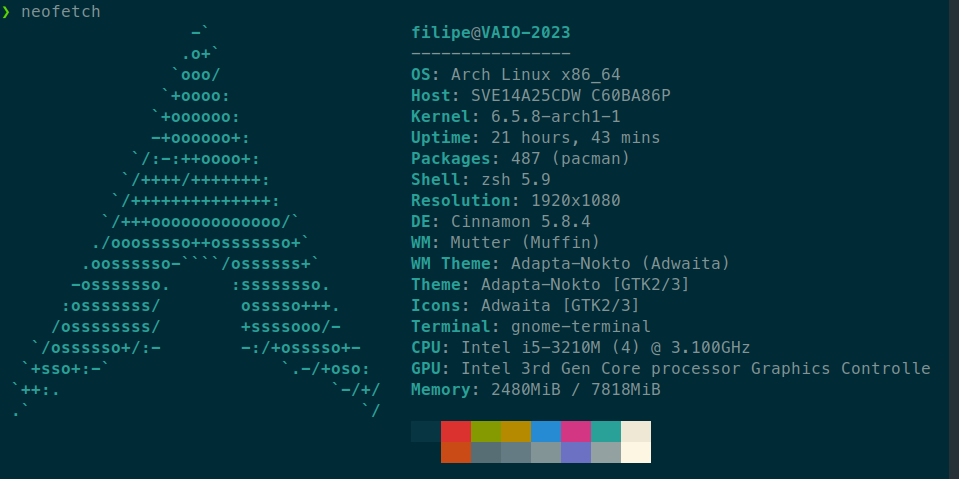 ❯ neofetch
                  -`                    filipe@VAIO-2023
                 .o+`                   ----------------
                `ooo/                   OS: Arch Linux x86_64
               `+oooo:                  Host: SVE14A25CDW C60BA86P
              `+oooooo:                 Kernel: 6.5.8-arch1-1
              -+oooooo+:                Uptime: 21 hours, 43 mins
            `/:-:++oooo+:               Packages: 487 (pacman)
           `/++++/+++++++:              Shell: zsh 5.9
          `/++++++++++++++:             Resolution: 1920x1080
         `/+++ooooooooooooo/`           DE: Cinnamon 5.8.4
        ./ooosssso++osssssso+`          WM: Mutter (Muffin)
       .oossssso-````/ossssss+`         WM Theme: Adapta-Nokto (Adwaita)
      -osssssso.      :ssssssso.        Theme: Adapta-Nokto [GTK2/3]
     :osssssss/        osssso+++.       Icons: Adwaita [GTK2/3]
    /ossssssss/        +ssssooo/-       Terminal: gnome-terminal
  `/ossssso+/:-        -:/+osssso+-     CPU: Intel i5-3210M (4) @ 3.100GHz
 `+sso+:-`                 `.-/+oso:    GPU: Intel 3rd Gen Core processor Graphics Controlle
`++:.                           `-/+/   Memory: 2480MiB / 7818MiB
.`                                 `/